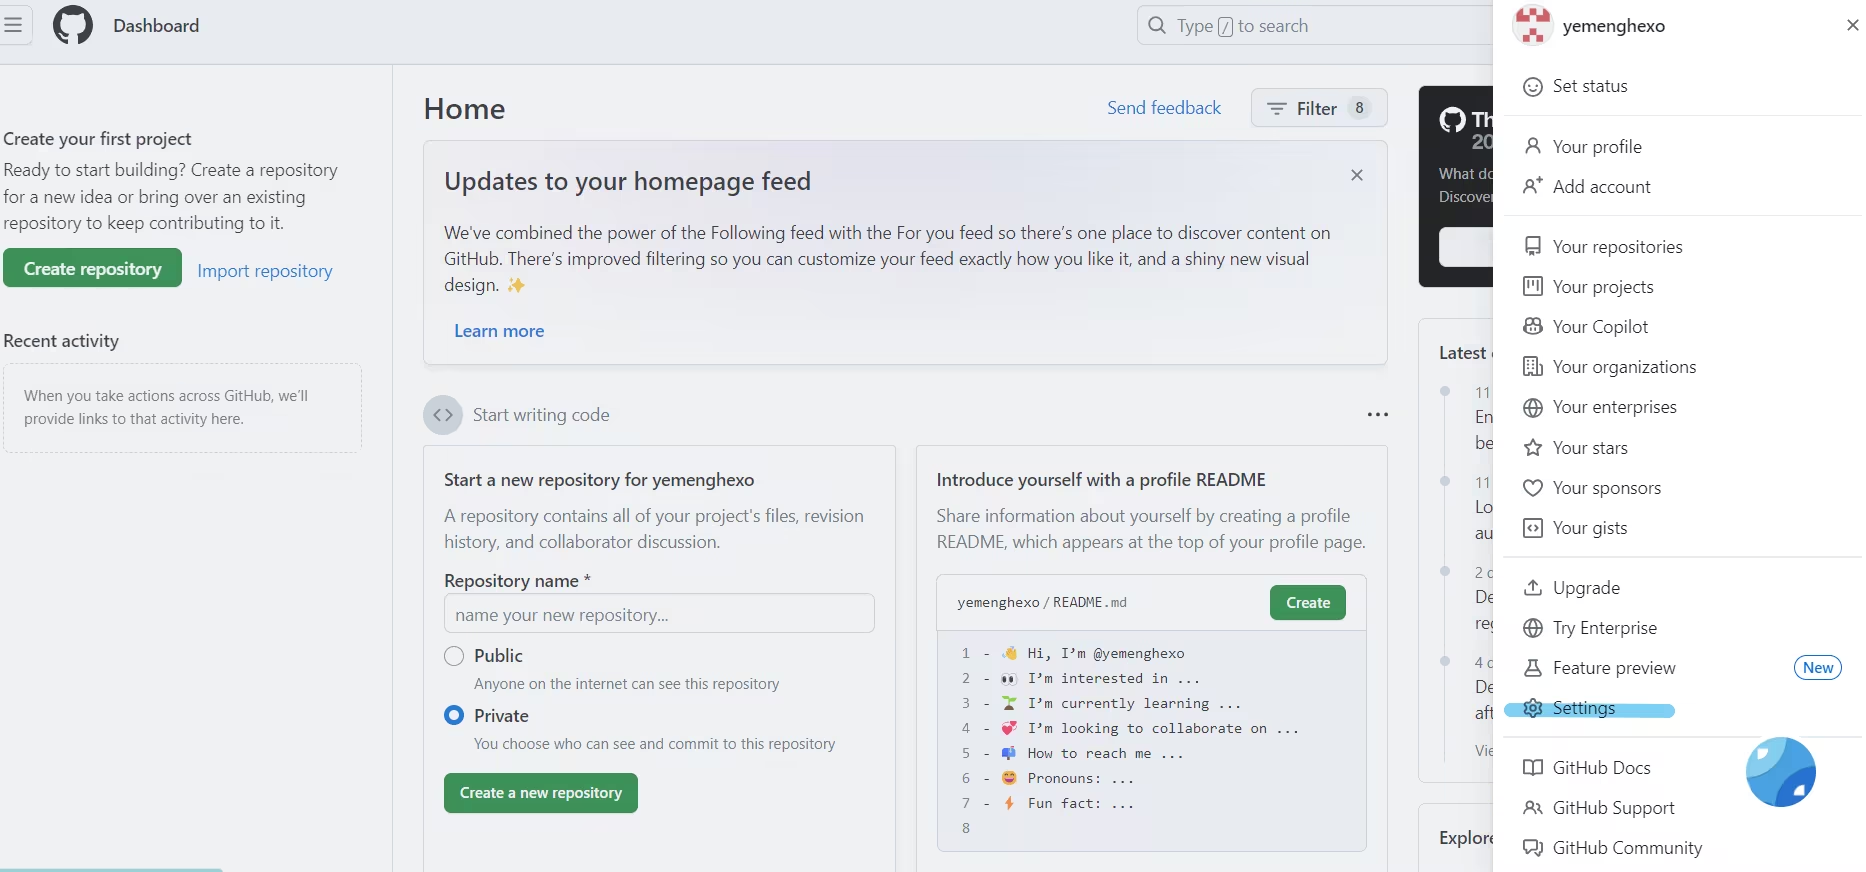 Dashboard
Type / to search
Create your first project
Ready to start building? Create a repository
for a new idea or bring over an existing
repository to keep contributing to it.
Create repository
Import repository
Recent activity
When you take actions across GitHub, we'll
provide links to that activity here.
Home
Send feedback
Filter 8
Updates to your homepage feed
We've combined the power of the Following feed with the For you feed so there's one place to discover content on
GitHub. There's improved filtering so you can customize your feed exactly how you like it, and a shiny new visual
design. ✨
Learn more
Start writing code
Start a new repository for yemenghexo
A repository contains all of your project's files, revision
history, and collaborator discussion.
Repository name *
name your new repository...
Public
Anyone on the internet can see this repository
Private
You choose who can see and commit to this repository
Create a new repository
Introduce yourself with a profile README
Share information about yourself by creating a profile
README, which appears at the top of your profile page.
yemenghexo / README.md
Create
1 - 👋 Hi, I'm @yemenghexo
2 - 👀 I'm interested in ...
3 - 🌱 I'm currently learning ...
4 - 💞️ I'm looking to collaborate on ...
5 - 📫 How to reach me ...
6 - 😄 Pronouns: ...
7 - ⚡ Fun fact: ...
8
What do
Discover
Latest
11
11
2 d
4 d
Explore
yemenghexo
Set status
Your profile
Add account
Your repositories
Your projects
Your Copilot
Your organizations
Your enterprises
Your stars
Your sponsors
Your gists
Upgrade
Try Enterprise
Feature preview
New
Settings
GitHub Docs
GitHub Support
GitHub Community